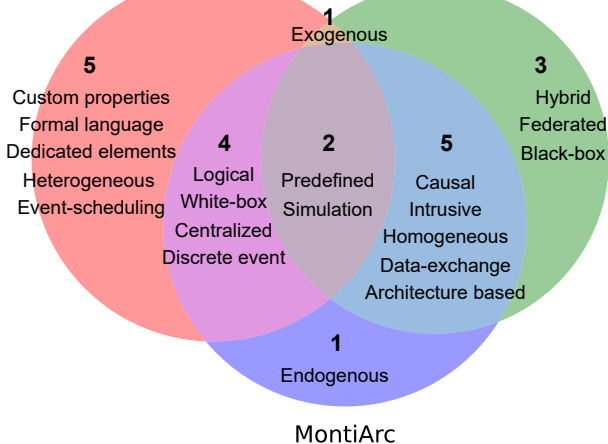 1
Exogenous
5
Custom properties
Formal language
Dedicated elements
Heterogeneous
Event-scheduling
4
Logical
White-box
Centralized
Discrete event
2
Predefined
Simulation
5
Causal
Intrusive
Homogeneous
Data-exchange
Architecture based
3
Hybrid
Federated
Black-box
1
Endogenous
MontiArc